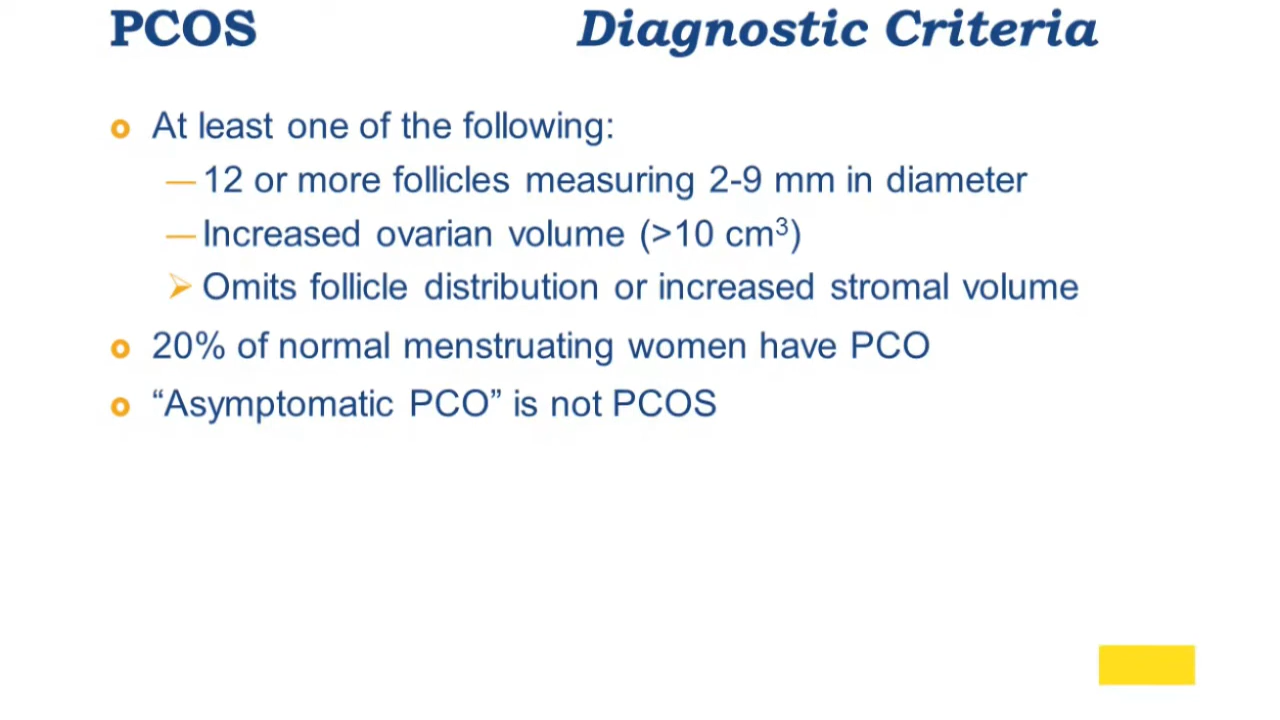 PCOS Diagnostic Criteria
At least one of the following:
—12 or more follicles measuring 2-9 mm in diameter
—Increased ovarian volume (>10 cm³)
➢ Omits follicle distribution or increased stromal volume
20% of normal menstruating women have PCO
“Asymptomatic PCO” is not PCOS